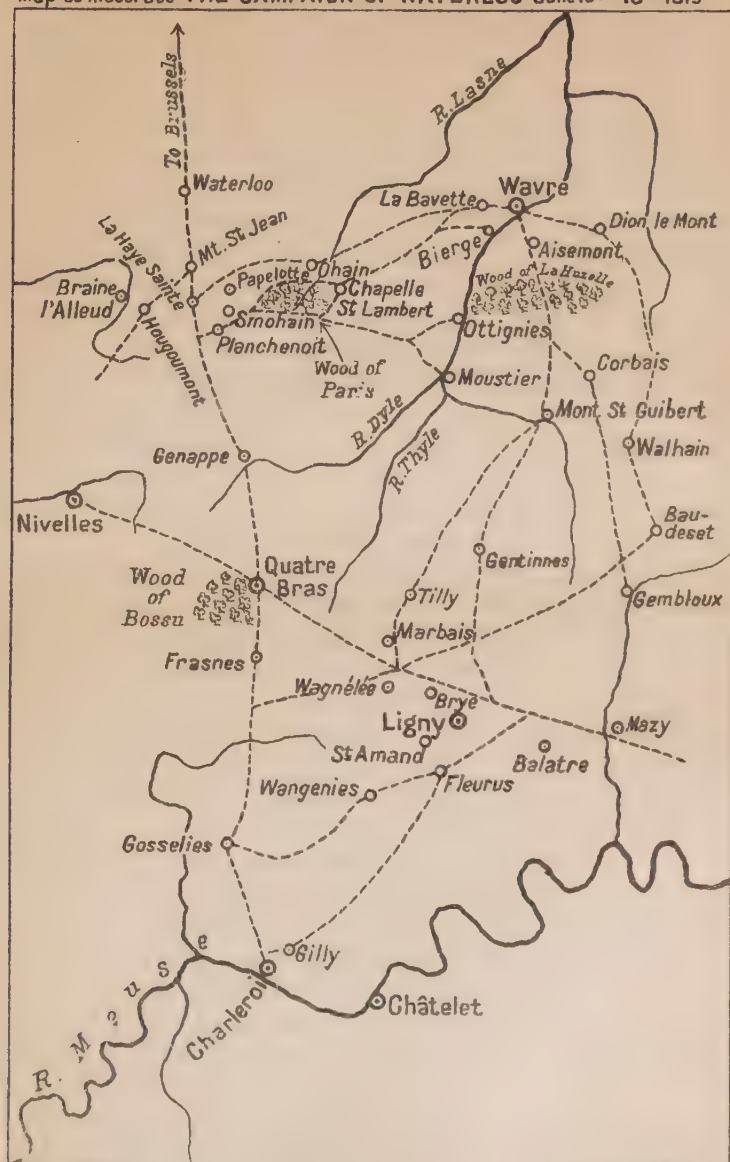 Map to illustrate THE CAMPAIGN OF WATERLOO June 15-18 1815
To Brussels
R. Lasne
Waterloo
La Bavette
Wavre
Dion le Mont
Mt. St Jean
La Haye Sainte
Bierge
Aisemont
Papelotte
Ohain
Wood of La Huzelle
Braine
l'Alleud
Chapelle
St Lambert
Hougoumont
Smohain
Planchenoit
Ottignies
Wood of
Paris
Corbais
Moustier
Mont St Guibert
R. Dyle
R. Thyle
Genappe
Walhain
Nivelles
Bau-
deset
Quatre
Bras
Gentinnes
Wood
of
Bossu
Tilly
Gembloux
Marbais
Frasnes
Wagnélée
Brye
Ligny
Mazy
St Amand
Balatre
Wangenies
Fleurus
Gosselies
Gilly
R. Meuse
Charleroi
Châtelet